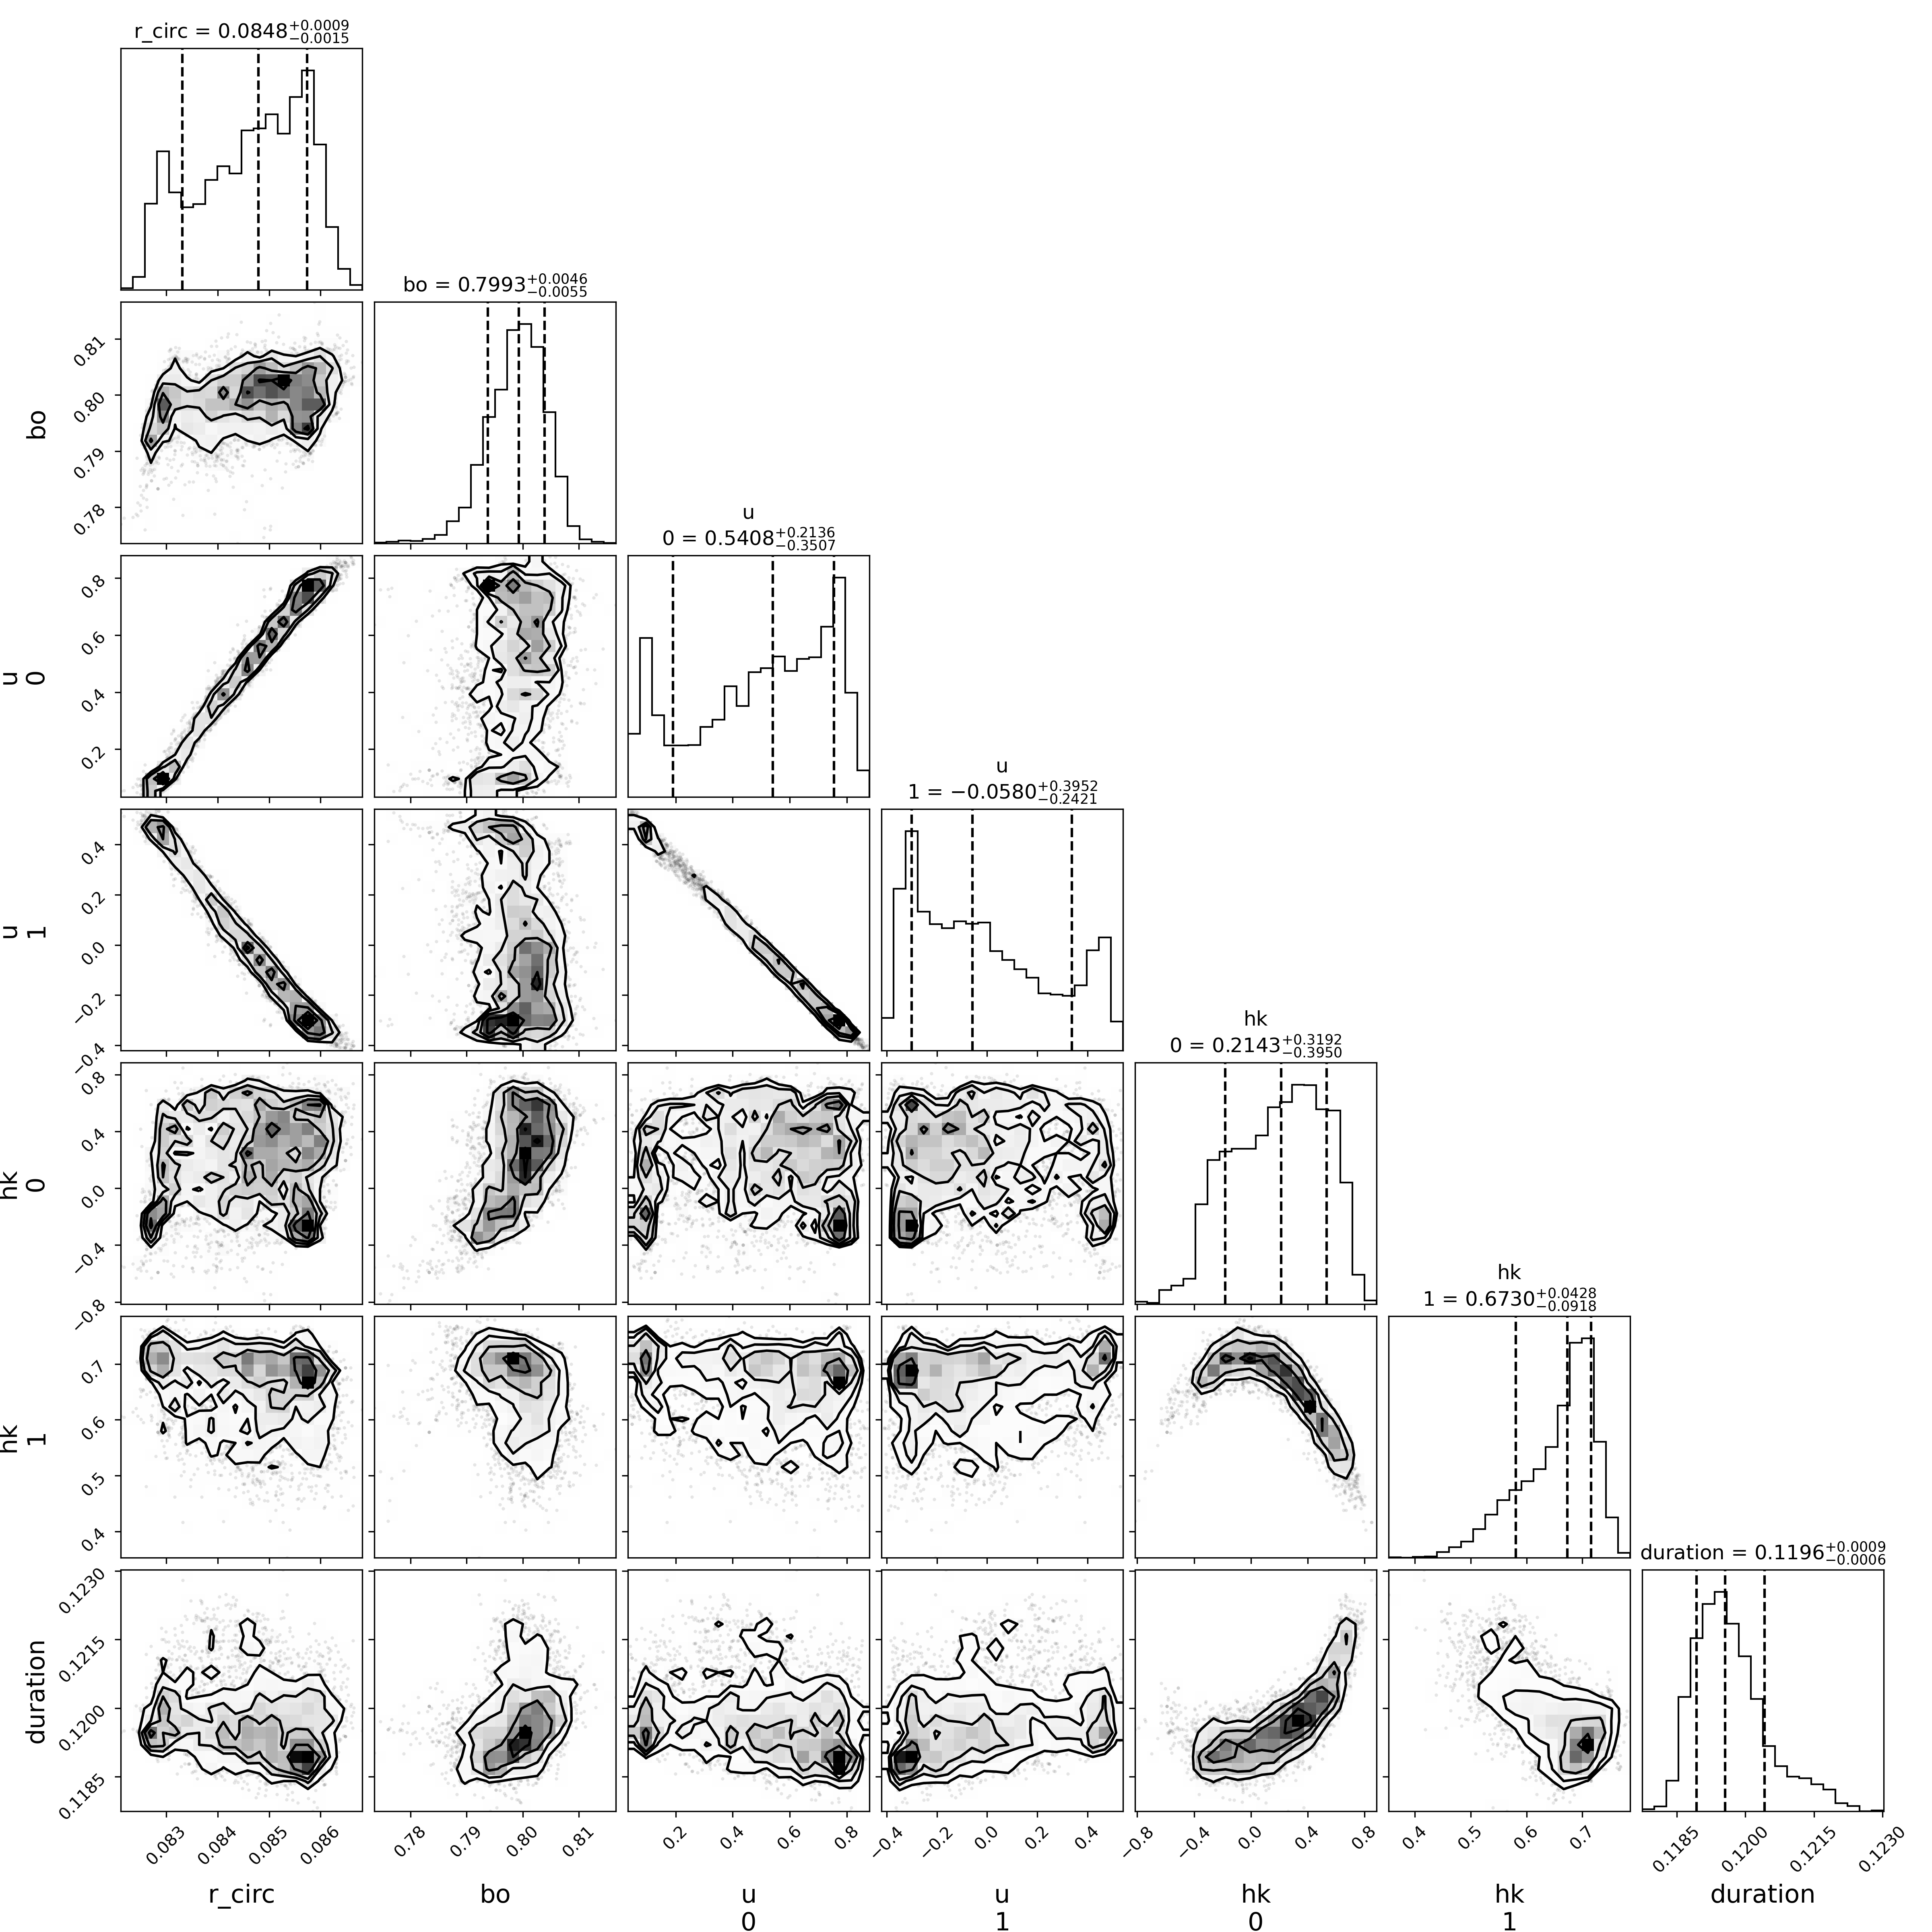 r_circ = 0.0848+0.0009
−0.0015
bo = 0.7993+0.0046
−0.0055
u
0 = 0.5408+0.2136
−0.3507
u
1 = −0.0580+0.3952
−0.2421
hk
0 = 0.2143+0.3192
−0.3950
hk
1 = 0.6730+0.0428
−0.0918
duration = 0.1196+0.0009
−0.0006
bo
0.81
0.80
0.79
0.78
u
0
0.8
0.6
0.4
0.2
u
1
0.4
0.2
0.0
−0.2
−0.4
hk
0
0.8
0.4
0.0
−0.4
−0.8
hk
1
0.7
0.6
0.5
0.4
duration
0.1230
0.1215
0.1200
0.1185
0.083 0.084 0.085 0.086
0.78 0.79 0.80 0.81
0.2 0.4 0.6 0.8
−0.4 −0.2 0.0 0.2 0.4
−0.8 −0.4 0.0 0.4 0.8
0.4 0.5 0.6 0.7
0.1185 0.1200 0.1215 0.1230
r_circ
bo
u
0
u
1
hk
0
hk
1
duration